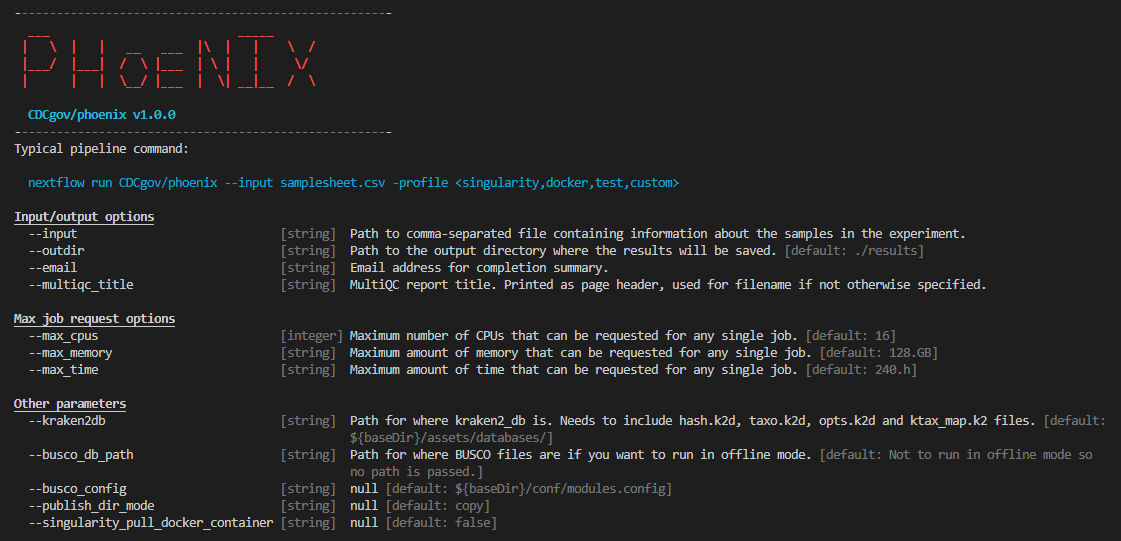 PHoeNIX
CDCgov/phoenix v1.0.0
Typical pipeline command:
nextflow run CDCgov/phoenix --input samplesheet.csv -profile <singularity,docker,test,custom>
Input/output options
--input [string] Path to comma-separated file containing information about the samples in the experiment.
--outdir [string] Path to the output directory where the results will be saved. [default: ./results]
--email [string] Email address for completion summary.
--multiqc_title [string] MultiQC report title. Printed as page header, used for filename if not otherwise specified.
Max job request options
--max_cpus [integer] Maximum number of CPUs that can be requested for any single job. [default: 16]
--max_memory [string] Maximum amount of memory that can be requested for any single job. [default: 128.GB]
--max_time [string] Maximum amount of time that can be requested for any single job. [default: 240.h]
Other parameters
--kraken2db [string] Path for where kraken2_db is. Needs to include hash.k2d, taxo.k2d, opts.k2d and ktax_map.k2 files. [default:
${baseDir}/assets/databases/]
--busco_db_path [string] Path for where BUSCO files are if you want to run in offline mode. [default: Not to run in offline mode so
no path is passed.]
--busco_config [string] null [default: ${baseDir}/conf/modules.config]
--publish_dir_mode [string] null [default: copy]
--singularity_pull_docker_container [string] null [default: false]